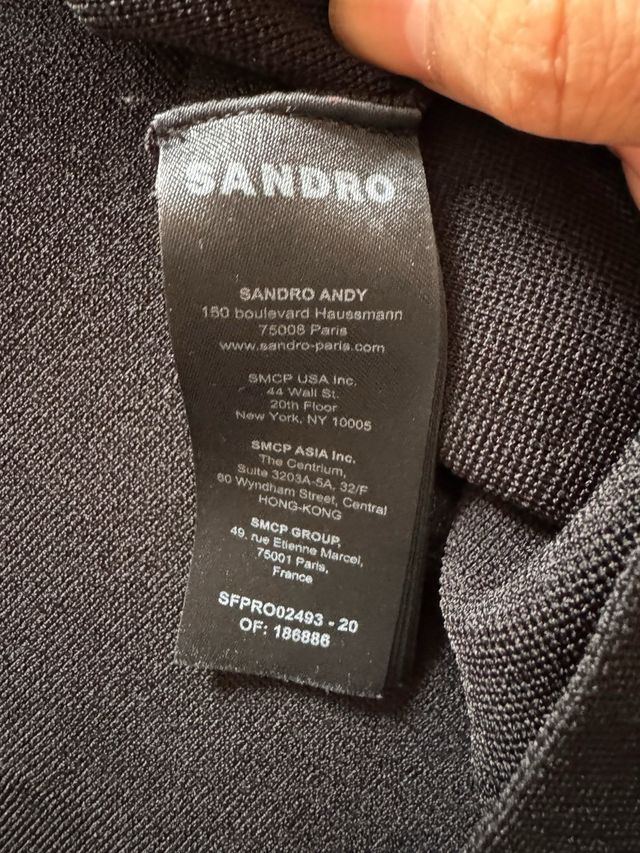 SANDRO
SANDRO ANDY
150 boulevard Haussmann
75008 Paris
www.sandro-paris.com
SMCP USA Inc.
44 Wall St.
20th Floor
New York, NY 10005
SMCP ASIA Inc.
The Centrium,
Suite 3203A-5A, 32/F
60 Wyndham Street, Central
HONG-KONG
SMCP GROUP,
49, rue Etienne Marcel,
75001 Paris,
France
SFPRO02493 - 20
OF: 186886